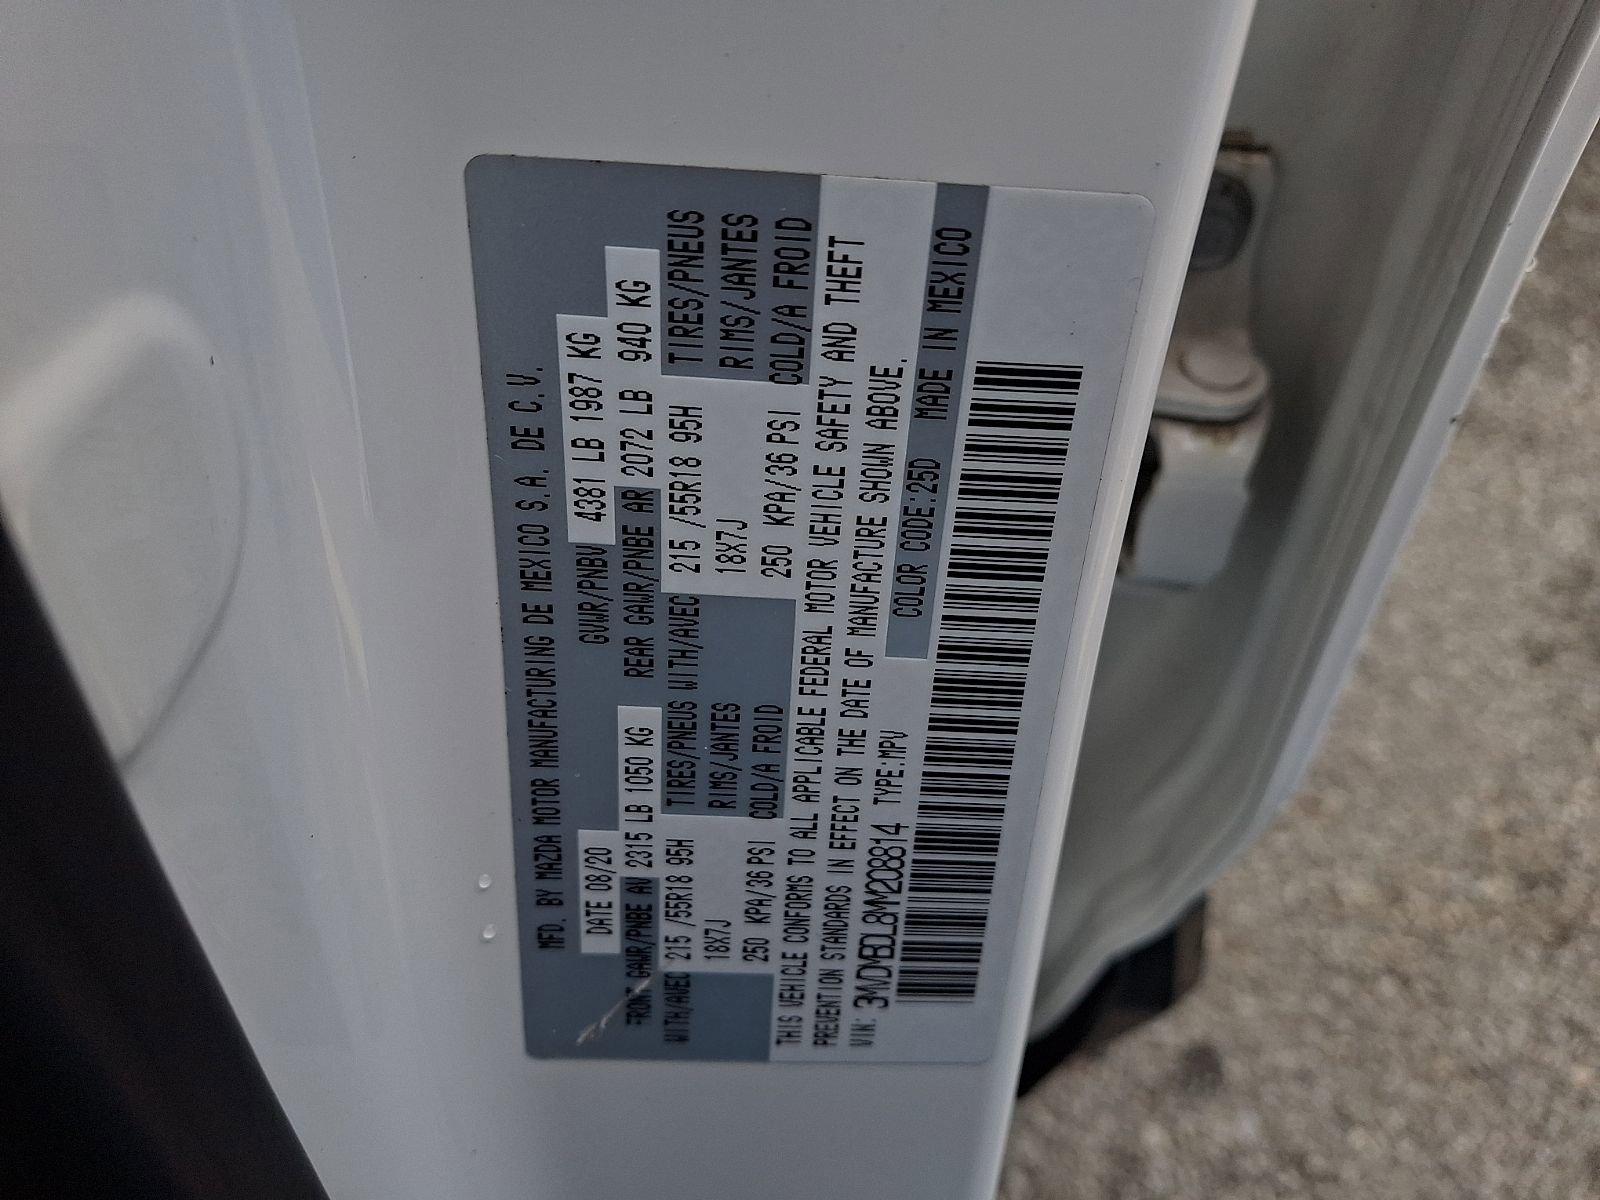 MFD. BY MAZDA MOTOR MANUFACTURING DE MEXICO S.A. DE C.V.
DATE 08/20 GVWR/PNBV 4381 LB 1987 KG
FRONT GAWR/PNBE AV 2315 LB 1050 KG REAR GAWR/PNBE AR 2072 LB 940 KG
WITH/AVEC 215 /55R18 95H TIRES/PNEUS WITH/AVEC 215 /55R18 95H TIRES/PNEUS
18X7J RIMS/JANTES 18X7J RIMS/JANTES
250 KPA/36 PSI COLD/A FROID 250 KPA/36 PSI COLD/A FROID
THIS VEHICLE CONFORMS TO ALL APPLICABLE FEDERAL MOTOR VEHICLE SAFETY AND THEFT
PREVENTION STANDARDS IN EFFECT ON THE DATE OF MANUFACTURE SHOWN ABOVE.
VIN: 3MVDMBDL8MM208814 TYPE:MPV COLOR CODE:25D MADE IN MEXICO